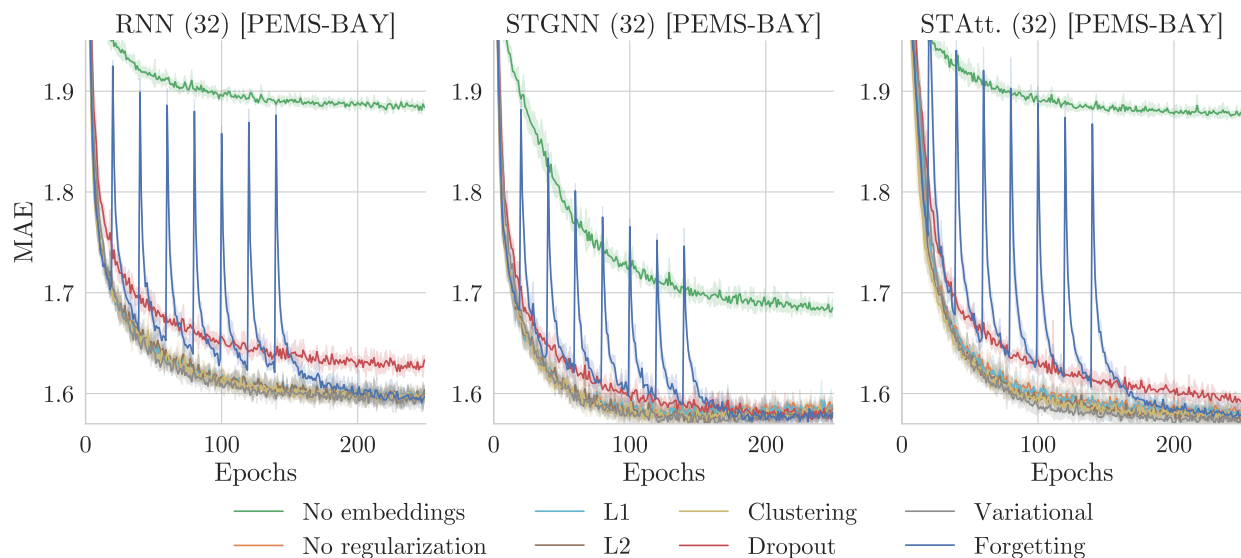 RNN (32) [PEMS-BAY]
STGNN (32) [PEMS-BAY]
STAtt. (32) [PEMS-BAY]
MAE
1.9
1.8
1.7
1.6
0
100
200
Epochs
1.9
1.8
1.7
1.6
0
100
200
Epochs
1.9
1.8
1.7
1.6
0
100
200
Epochs
No embeddings
L1
Clustering
Variational
No regularization
L2
Dropout
Forgetting